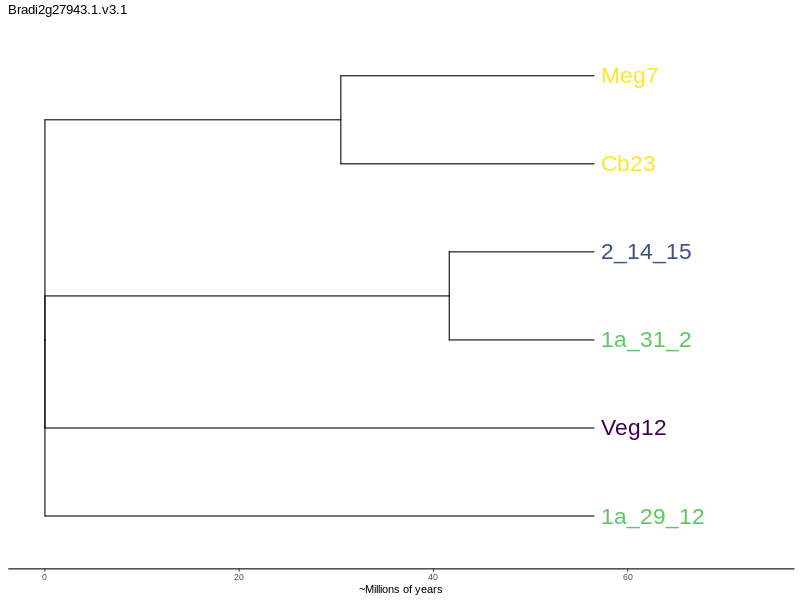 Bradi2g27943.1.v3.1
Meg7
Cb23
2_14_15
1a_31_2
Veg12
1a_29_12
0 20 40 60
~Millions of years